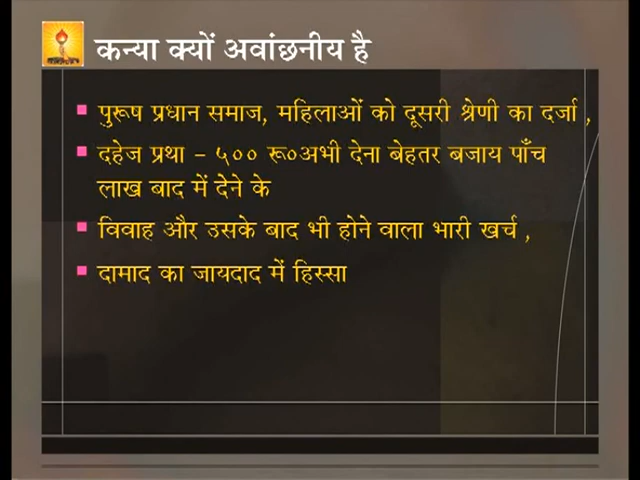 कन्या क्यों अवांछनीय है
पुरूष प्रधान समाज, महिलाओं को दूसरी श्रेणी का दर्जा ,
दहेज प्रथा – ५०० रू०अभी देना बेहतर बजाय पाँच
लाख बाद में देेने के
विवाह और उसके बाद भी होने वाला भारी खर्च ,
दामाद का जायदाद में हिस्सा